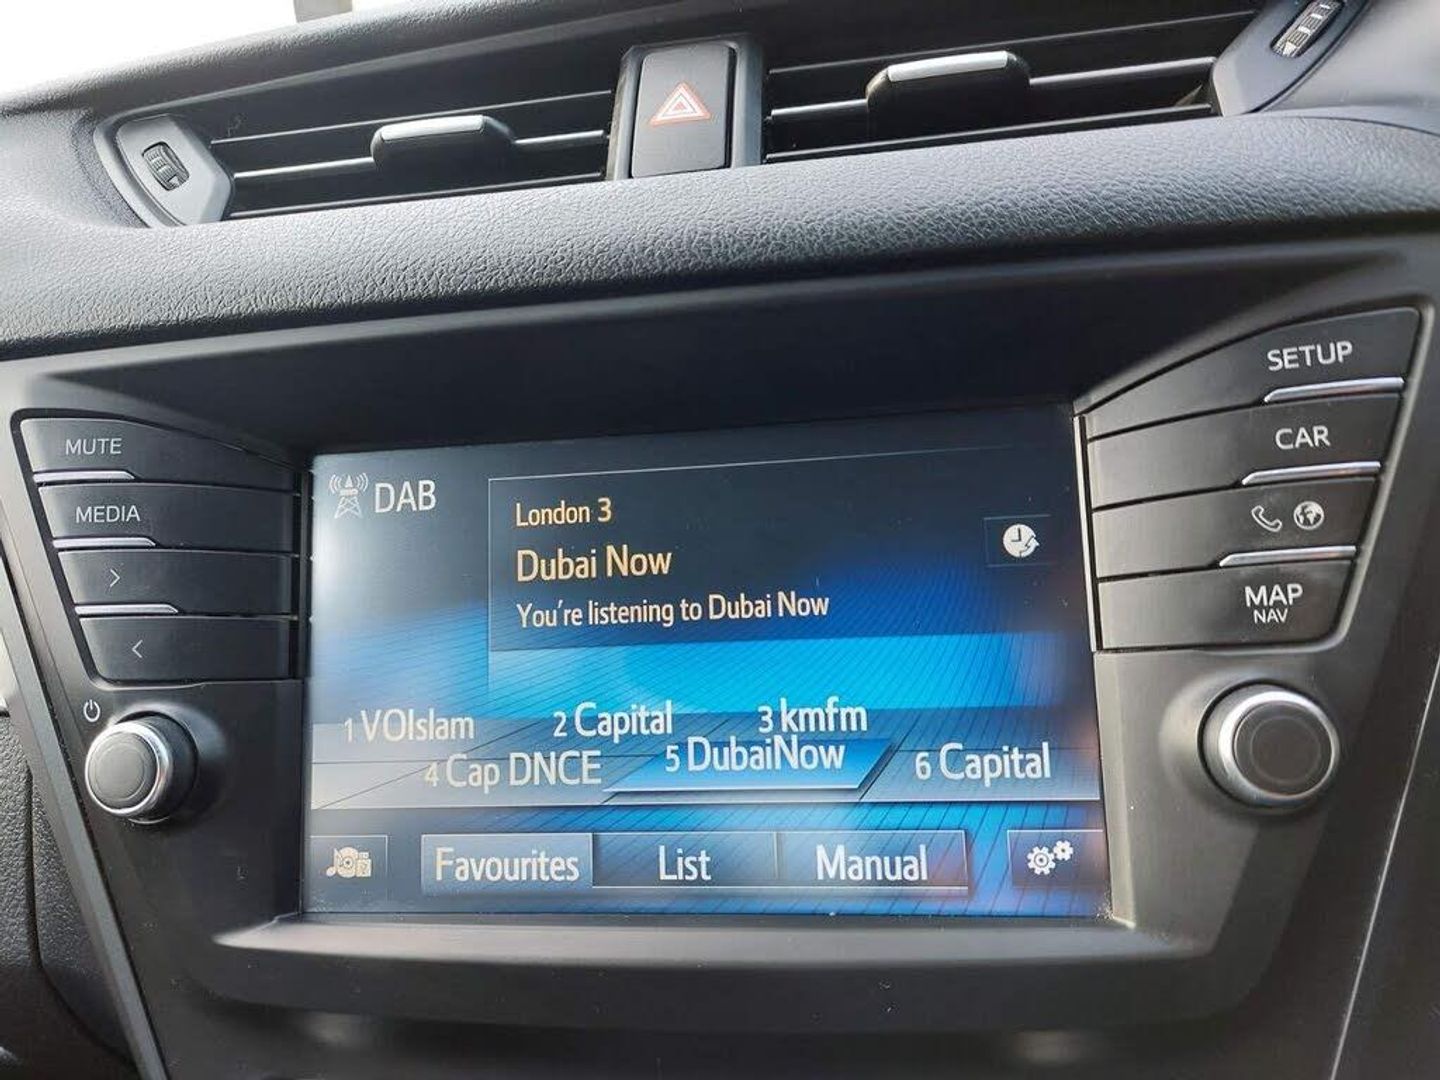 MUTE
MEDIA
SETUP
CAR
MAP
NAV
DAB
London 3
Dubai Now
You're listening to Dubai Now
1 VOIslam
2 Capital
3 kmfm
4 Cap DNCE
5 DubaiNow
6 Capital
Favourites
List
Manual